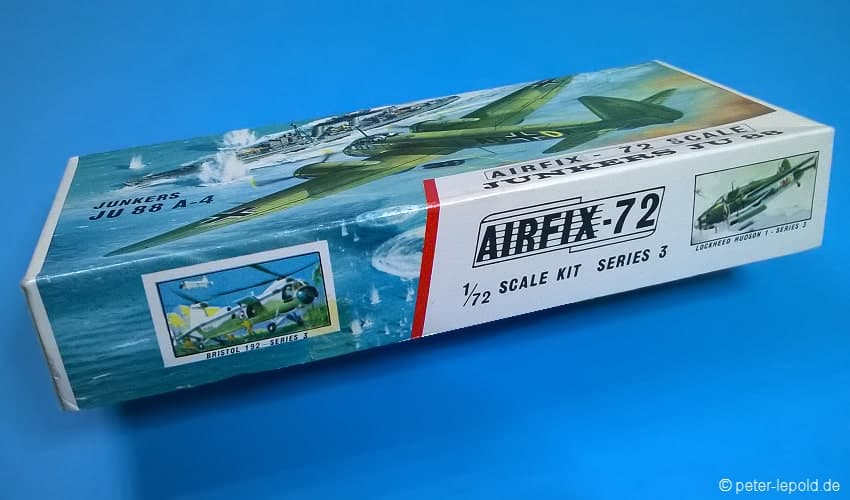 JUNKERS
JU 88 A-4
AIRFIX - 72 SCALE
JUNKERS JU 88
AIRFIX-72
1/72 SCALE KIT SERIES 3
LOCKHEED HUDSON 1 - SERIES 3
BRISTOL 192 - SERIES 3
© peter-lepold.de